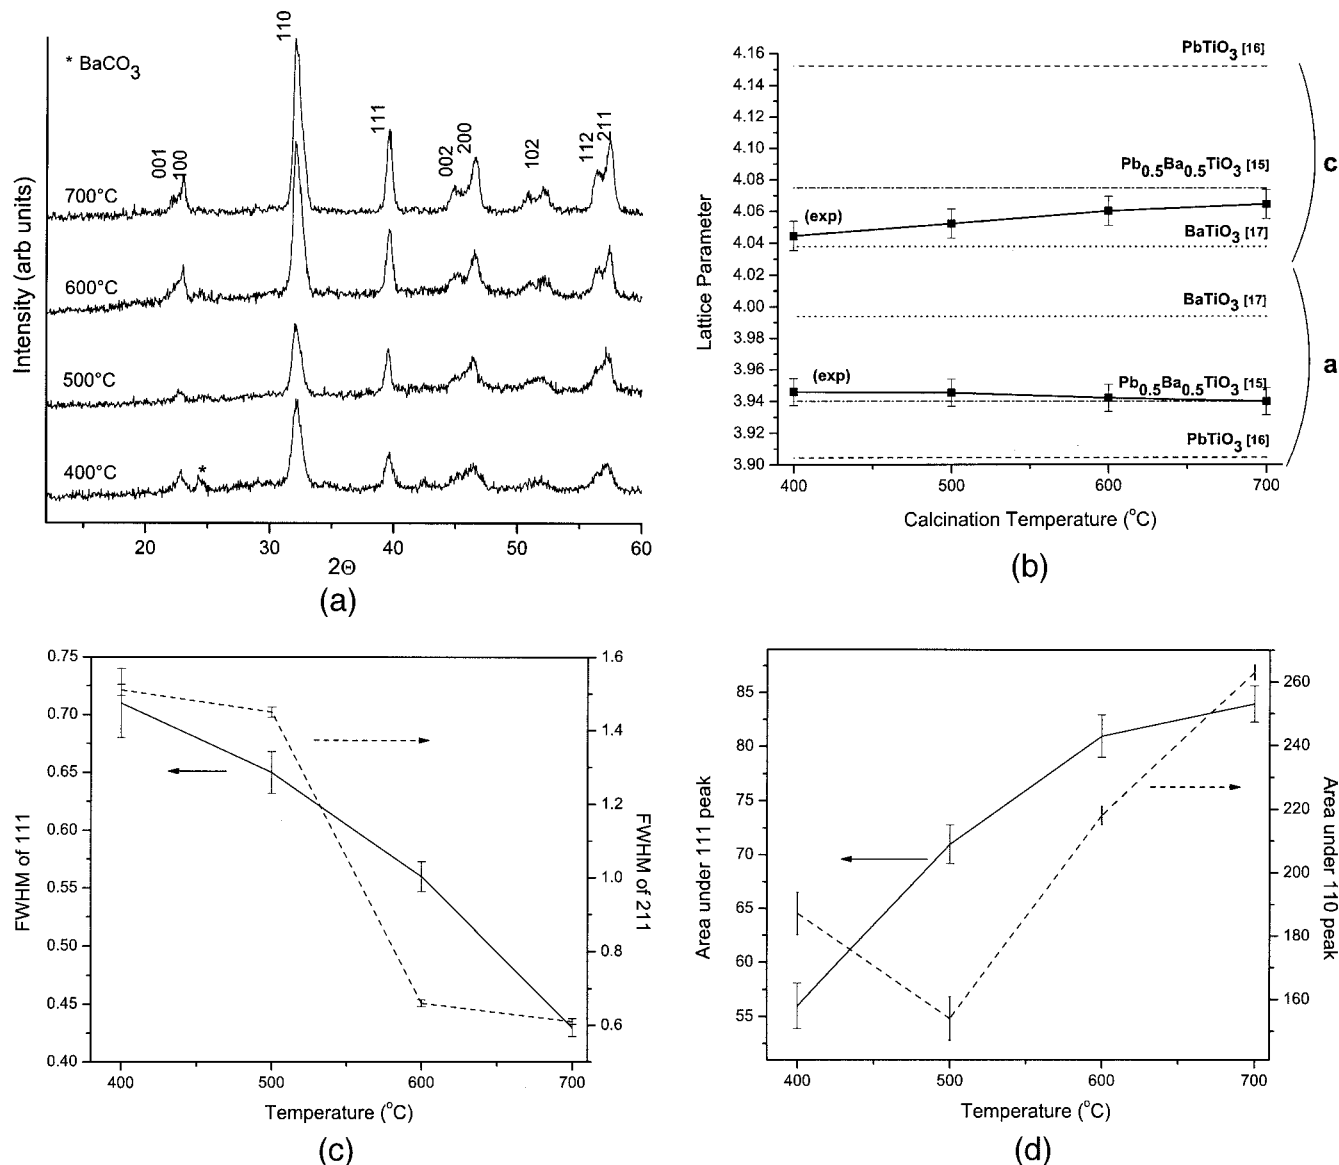 * BaCO3
110
111
001
100
002
200
102
112
211
700°C
600°C
500°C
400°C
*
Intensity (arb units)
20
30
40
50
60
2Θ
(a)
4.16
4.14
4.12
4.10
4.08
4.06
4.04
4.02
4.00
3.98
3.96
3.94
3.92
3.90
Lattice Parameter
PbTiO3 [16]
Pb0.5Ba0.5TiO3 [15]
(exp)
BaTiO3 [17]
BaTiO3 [17]
(exp)
Pb0.5Ba0.5TiO3 [15]
PbTiO3 [16]
c
a
400
500
600
700
Calcination Temperature (oC)
(b)
0.75
0.70
0.65
0.60
0.55
0.50
0.45
0.40
FWHM of 111
1.6
1.4
1.2
1.0
0.8
0.6
FWHM of 211
400
500
600
700
Temperature (oC)
(c)
85
80
75
70
65
60
55
Area under 111 peak
260
240
220
200
180
160
Area under 110 peak
400
500
600
700
Temperature (oC)
(d)